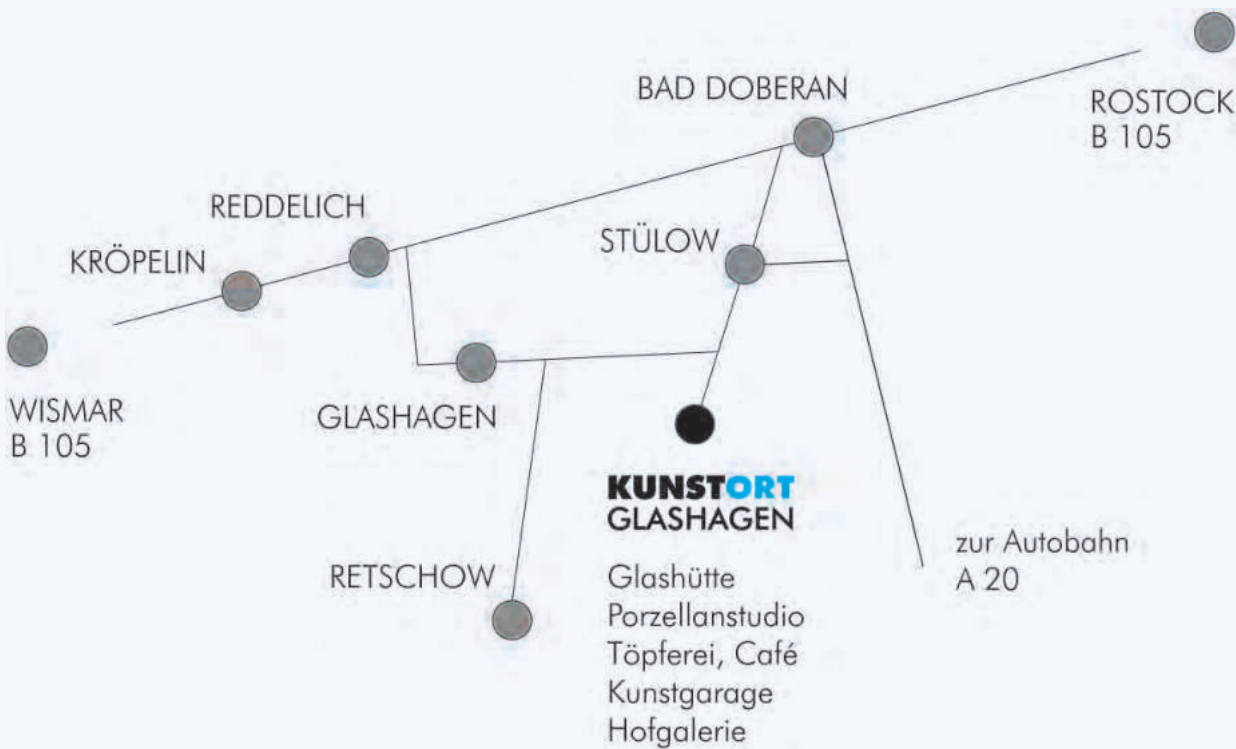 BAD DOBERAN
ROSTOCK
B 105
REDDELICH
STÜLOW
KRÖPELIN
WISMAR
B 105
GLASHAGEN
KUNSTORT
GLASHAGEN
zur Autobahn
A 20
RETSCHOW
Glashütte
Porzellanstudio
Töpferei, Café
Kunstgarage
Hofgalerie